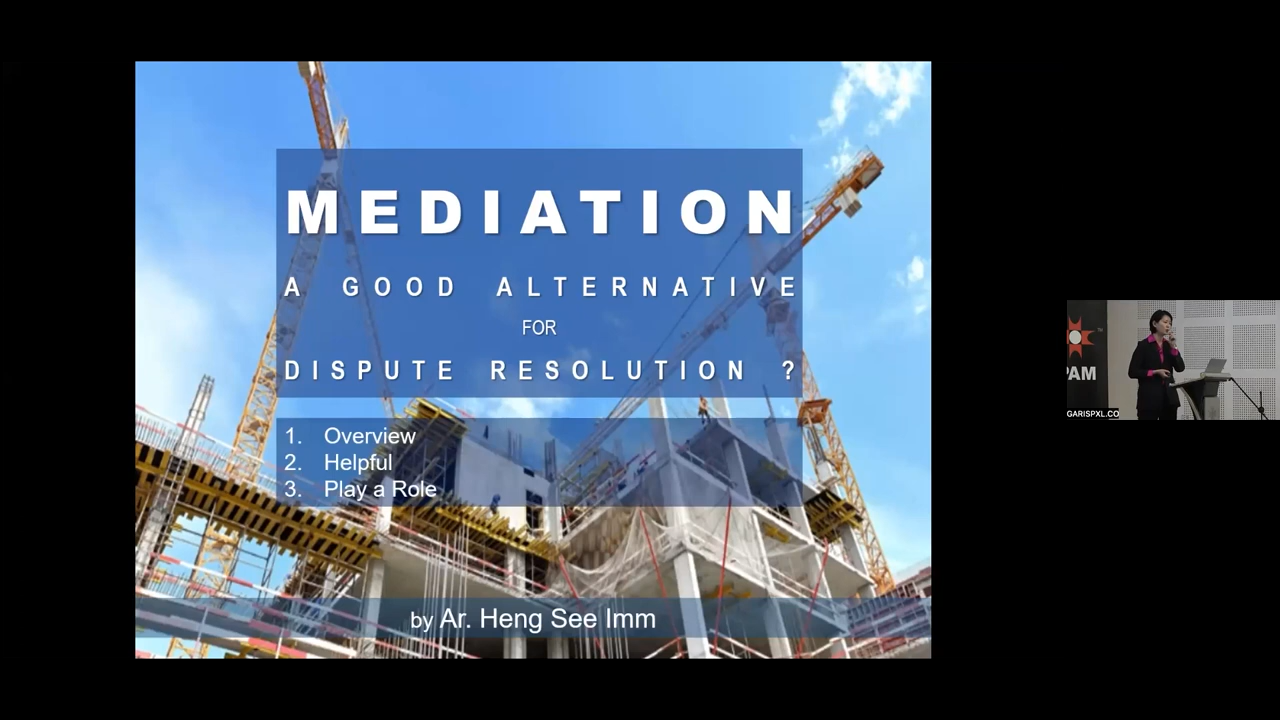 MEDIATION
A GOOD ALTERNATIVE
FOR
DISPUTE RESOLUTION ?
1. Overview
2. Helpful
3. Play a Role
by Ar. Heng See Imm
PAM
GARISPXL.CO